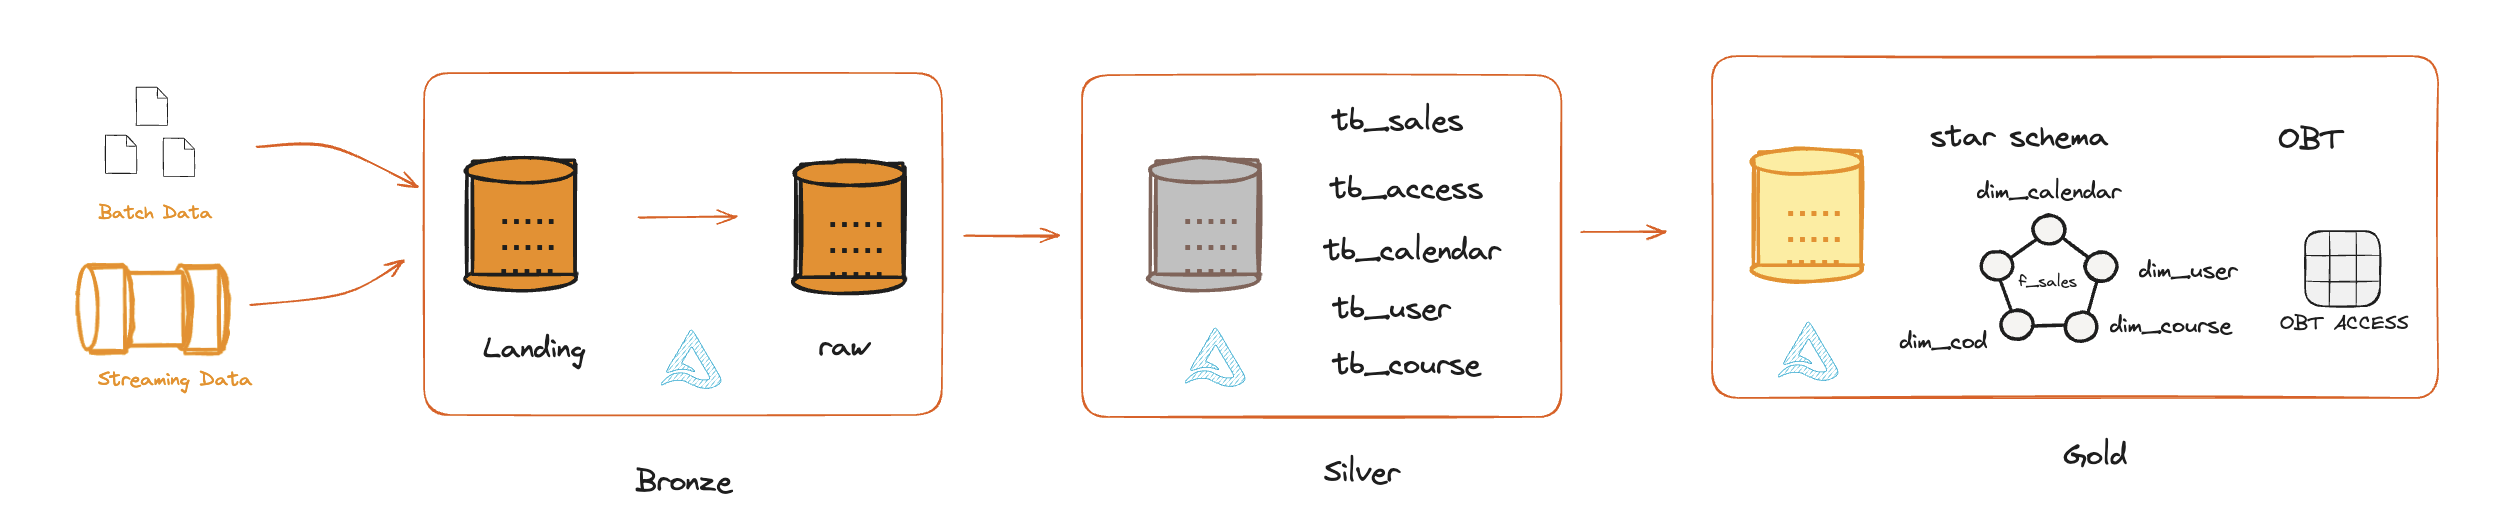 Batch Data
Streaming Data
Landing
raw
Bronze
tb_sales
tb_access
tb_calendar
tb_user
tb_course
silver
star schema
OBT
dim_calendar
dim_user
f_sales
dim_course
dim_cod
OBT ACCESS
Gold